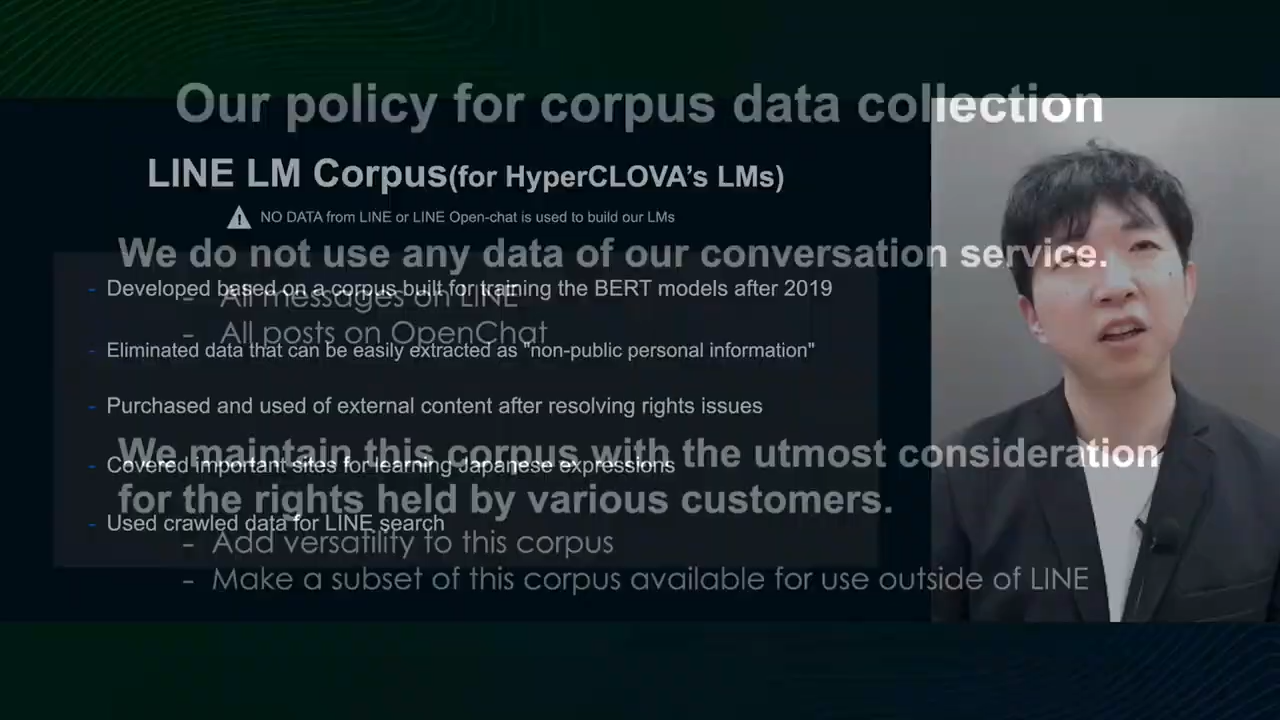 Our policy for corpus data collection
LINE LM Corpus(for HyperCLOVA's LMs)
NO DATA from LINE or LINE Open-chat is used to build our LMs
We do not use any data of our conversation service.
- Developed based on a corpus built for training the BERT models after 2019
- All messages on LINE
- All posts on OpenChat
- Eliminated data that can be easily extracted as "non-public personal information"
- Purchased and used of external content after resolving rights issues
We maintain this corpus with the utmost consideration
- Covered important sites for learning Japanese expressions
for the rights held by various customers.
- Used crawled data for LINE search
- Add versatility to this corpus
- Make a subset of this corpus available for use outside of LINE